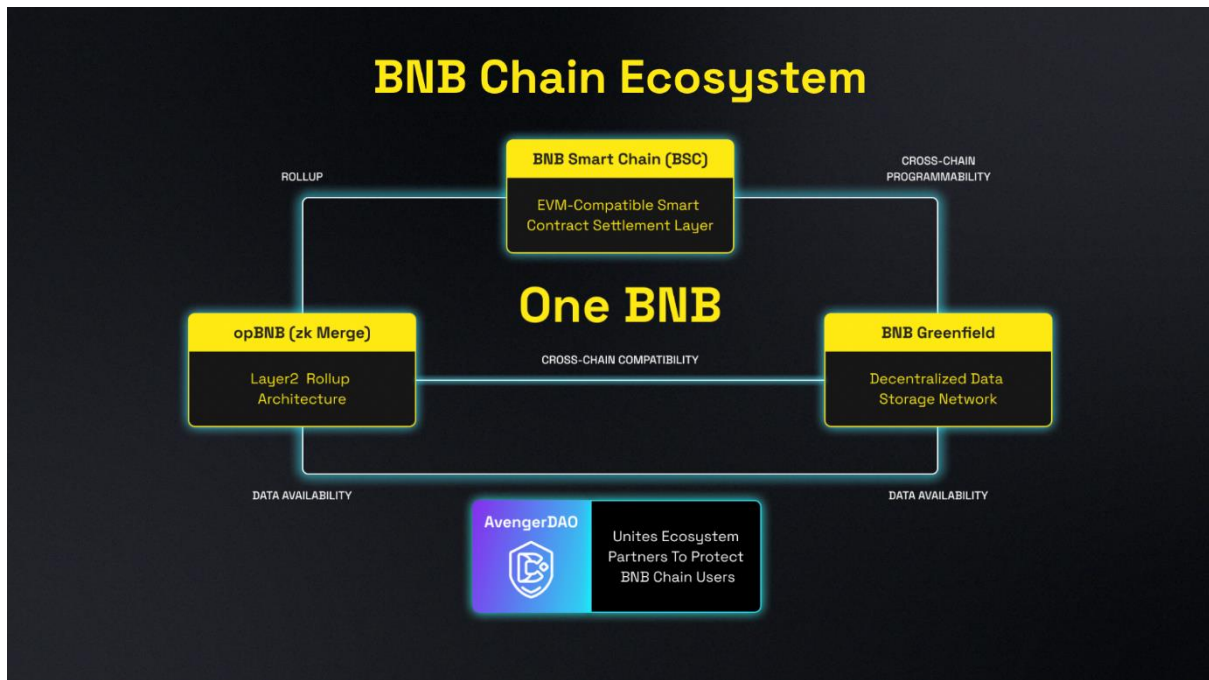 BNB Chain Ecosystem
BNB Smart Chain (BSC)
EVM-Compatible Smart
Contract Settlement Layer
ROLLUP
CROSS-CHAIN
PROGRAMMABILITY
One BNB
opBNB (zk Merge)
Layer2 Rollup
Architecture
CROSS-CHAIN COMPATIBILITY
BNB Greenfield
Decentralized Data
Storage Network
DATA AVAILABILITY
DATA AVAILABILITY
AvengerDAO
Unites Ecosystem
Partners To Protect
BNB Chain Users